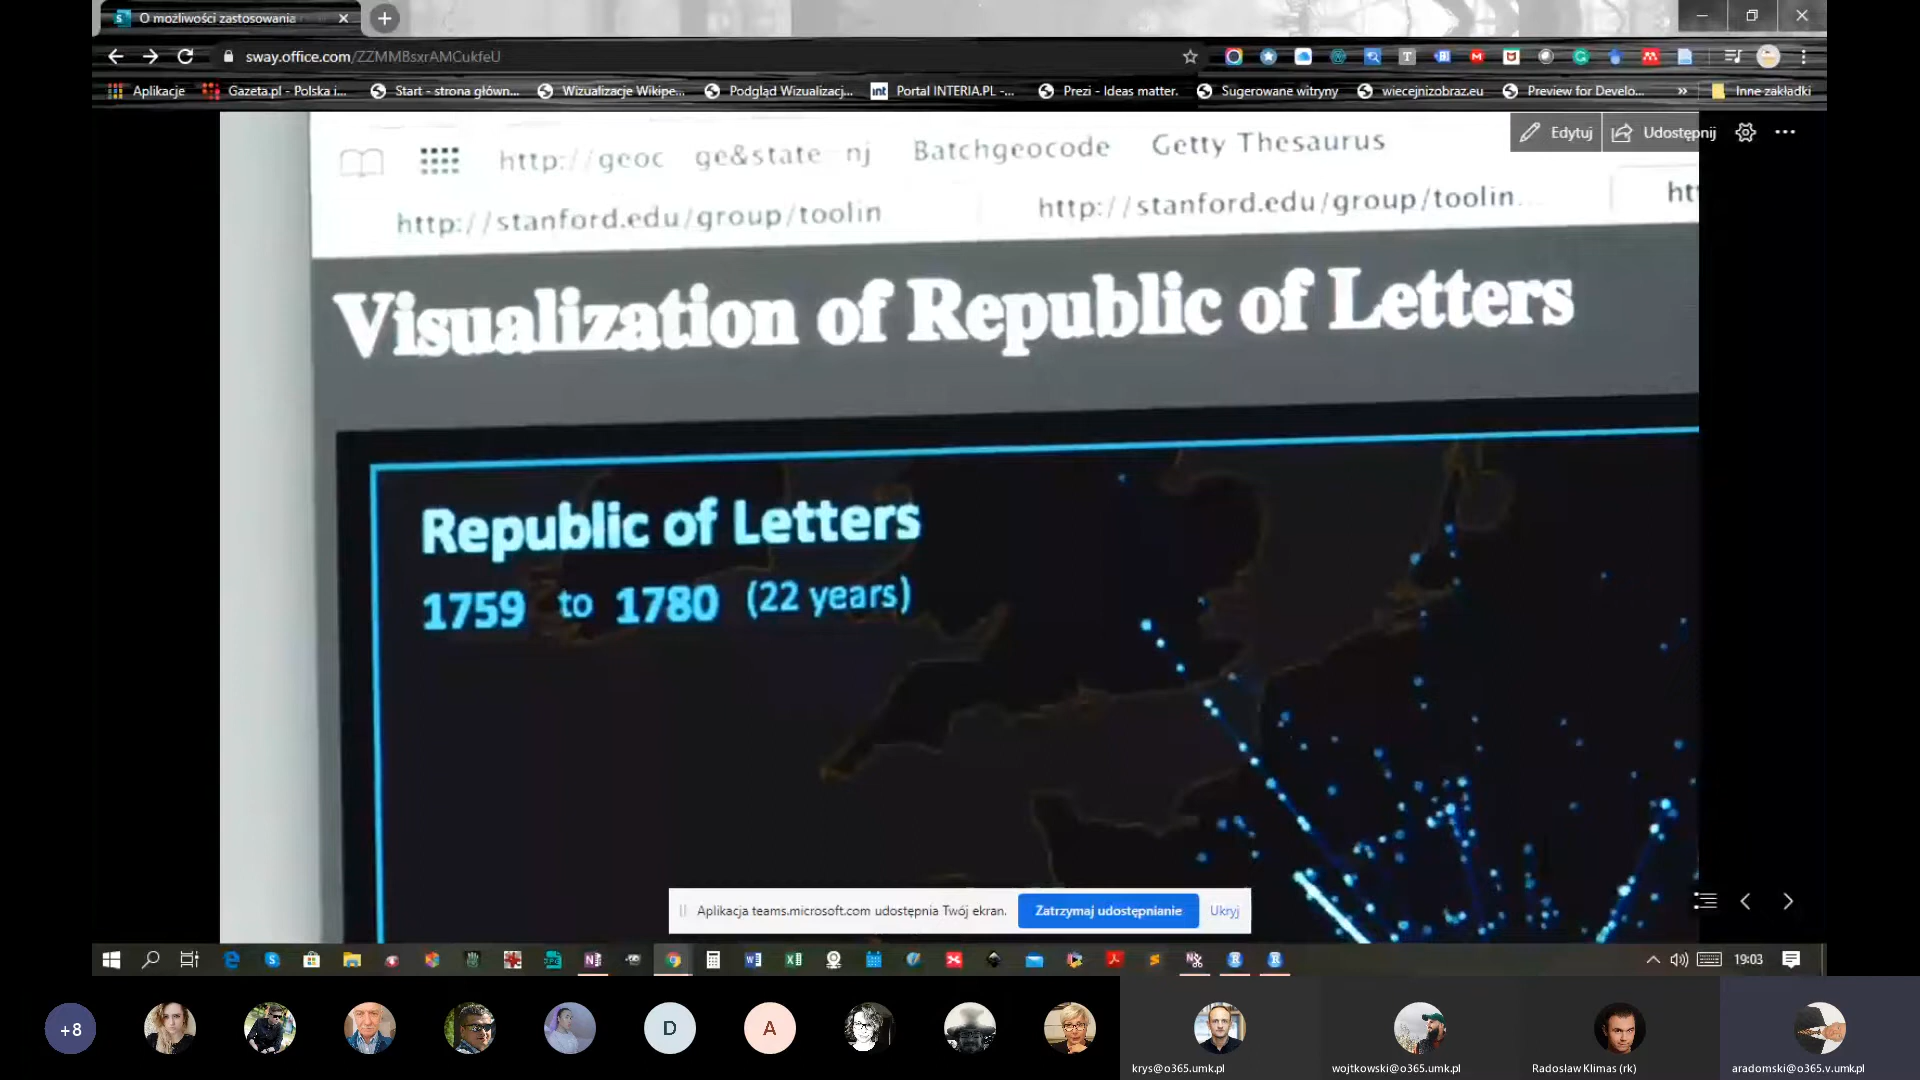 O możliwości zastosowania
sway.office.com/ZZMMBsxrAMCukfeU
Aplikacje
Gazeta.pl - Polska i...
Start - strona główn...
Wizualizacje Wikipe...
Podgląd Wizualizacj...
Portal INTERIA.PL -...
Prezi - Ideas matter.
Sugerowane witryny
wiecejnizobraz.eu
Preview for Develo...
Inne zakładki
Edytuj
Udostępnij
http://geoc ge&state nj
Batchgeocode
Getty Thesaurus
http://stanford.edu/group/toolin
http://stanford.edu/group/toolin...
ht
Visualization of Republic of Letters
Republic of Letters
1759 to 1780 (22 years)
Aplikacja teams.microsoft.com udostępnia Twój ekran.
Zatrzymaj udostępnianie
Ukryj
19:03
+8
D
A
krys@o365.umk.pl
wojtkowski@o365.umk.pl
Radosław Klimas (rk)
aradomski@o365.v.umk.pl